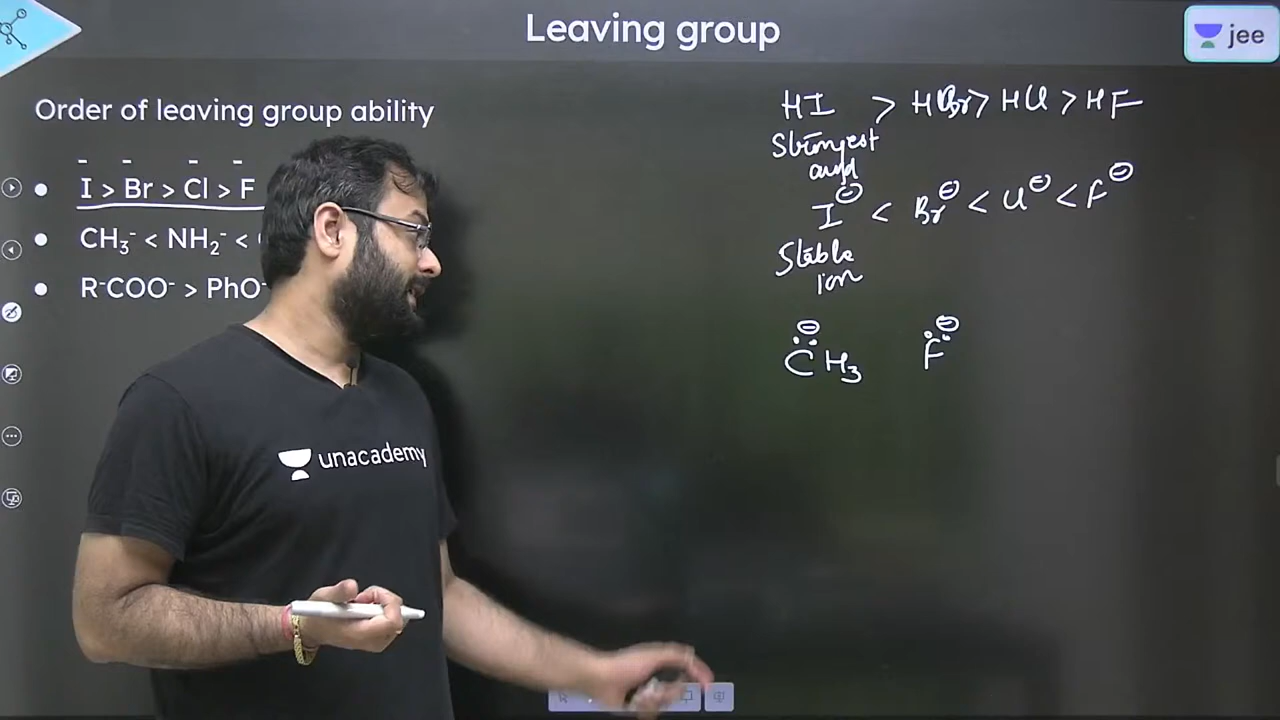 Leaving group
jee
Order of leaving group ability
I⁻ > Br⁻ > Cl⁻ > F⁻
CH₃⁻ < NH₂⁻ <
R⁻COO⁻ > PhO⁻
HI > HBr > HCl > HF
Strongest
acid
I⊖ < Br⊖ < Cl⊖ < F⊖
Stable
ion
:C⊖H₃ :F⊖
unacademy